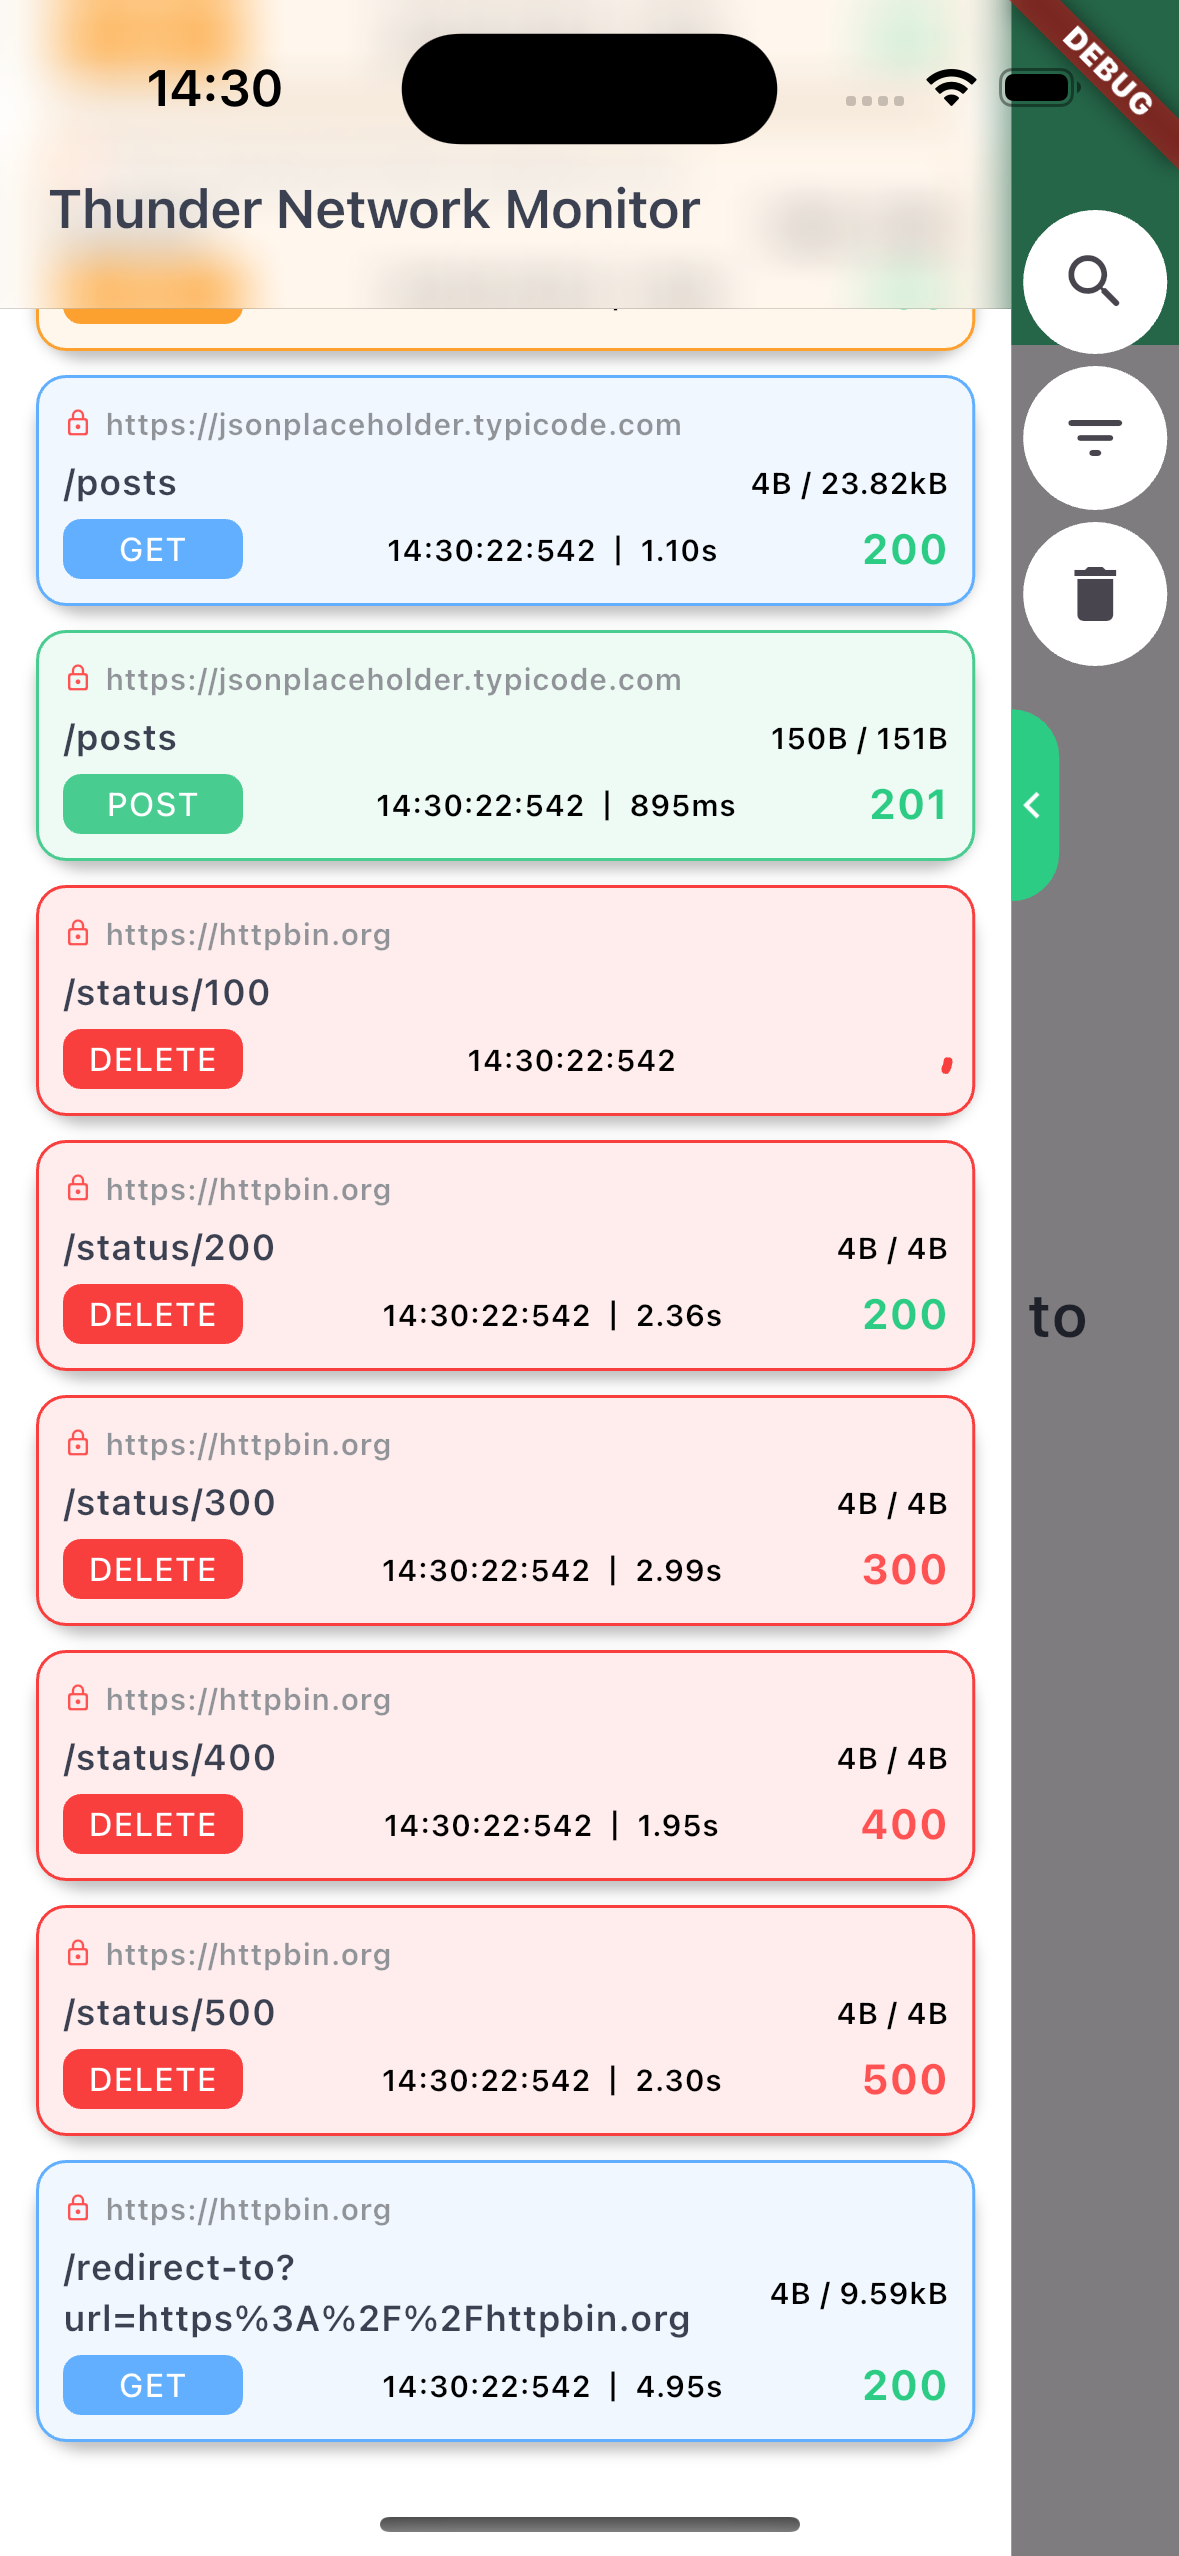 14:30
DEBUG
Thunder Network Monitor
https://jsonplaceholder.typicode.com
/posts
4B / 23.82kB
GET
14:30:22:542 | 1.10s
200
https://jsonplaceholder.typicode.com
/posts
150B / 151B
POST
14:30:22:542 | 895ms
201
https://httpbin.org
/status/100
DELETE
14:30:22:542
https://httpbin.org
/status/200
4B / 4B
DELETE
14:30:22:542 | 2.36s
200
to
https://httpbin.org
/status/300
4B / 4B
DELETE
14:30:22:542 | 2.99s
300
https://httpbin.org
/status/400
4B / 4B
DELETE
14:30:22:542 | 1.95s
400
https://httpbin.org
/status/500
4B / 4B
DELETE
14:30:22:542 | 2.30s
500
https://httpbin.org
/redirect-to?
url=https%3A%2F%2Fhttpbin.org
4B / 9.59kB
GET
14:30:22:542 | 4.95s
200